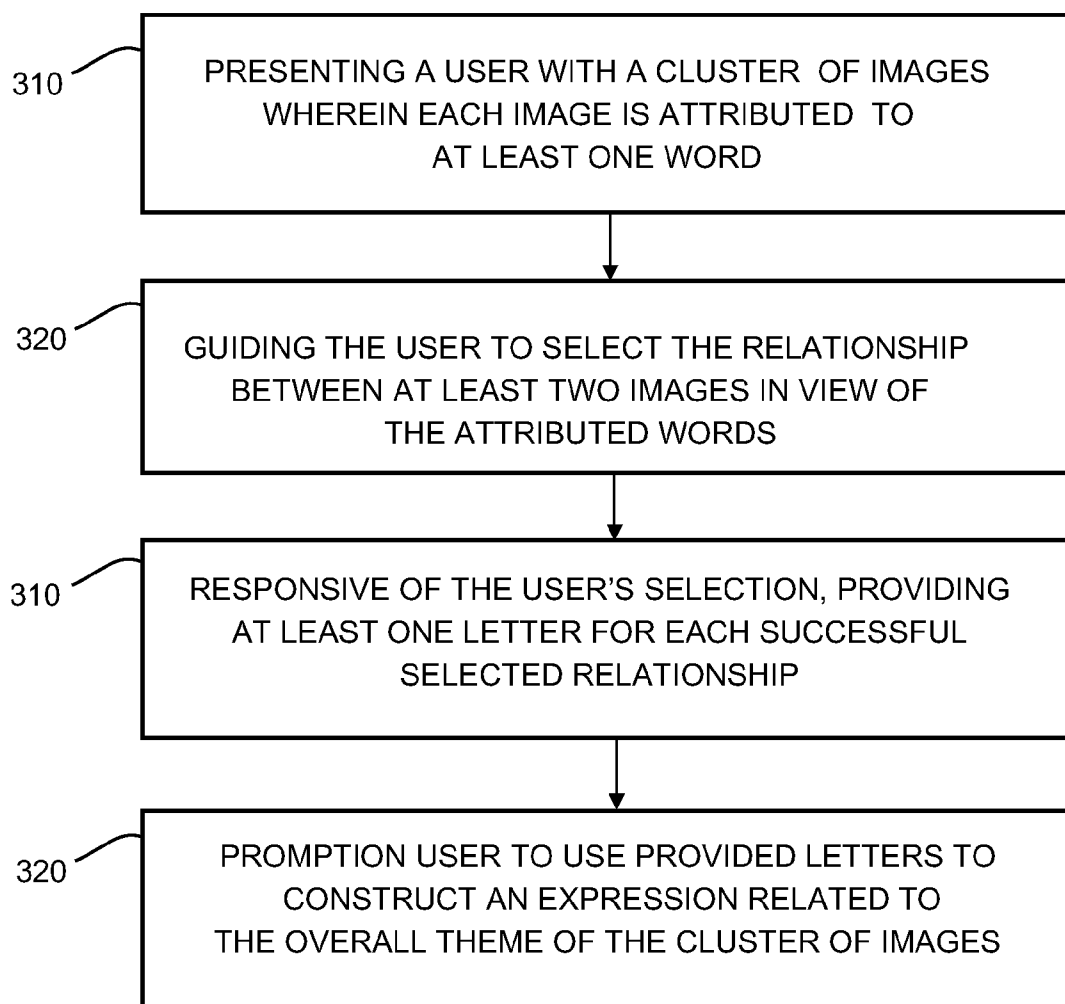 310
PRESENTING A USER WITH A CLUSTER OF IMAGES
WHEREIN EACH IMAGE IS ATTRIBUTED TO
AT LEAST ONE WORD
320
GUIDING THE USER TO SELECT THE RELATIONSHIP
BETWEEN AT LEAST TWO IMAGES IN VIEW OF
THE ATTRIBUTED WORDS
310
RESPONSIVE OF THE USER’S SELECTION, PROVIDING
AT LEAST ONE LETTER FOR EACH SUCCESSFUL
SELECTED RELATIONSHIP
320
PROMPTION USER TO USE PROVIDED LETTERS TO
CONSTRUCT AN EXPRESSION RELATED TO
THE OVERALL THEME OF THE CLUSTER OF IMAGES